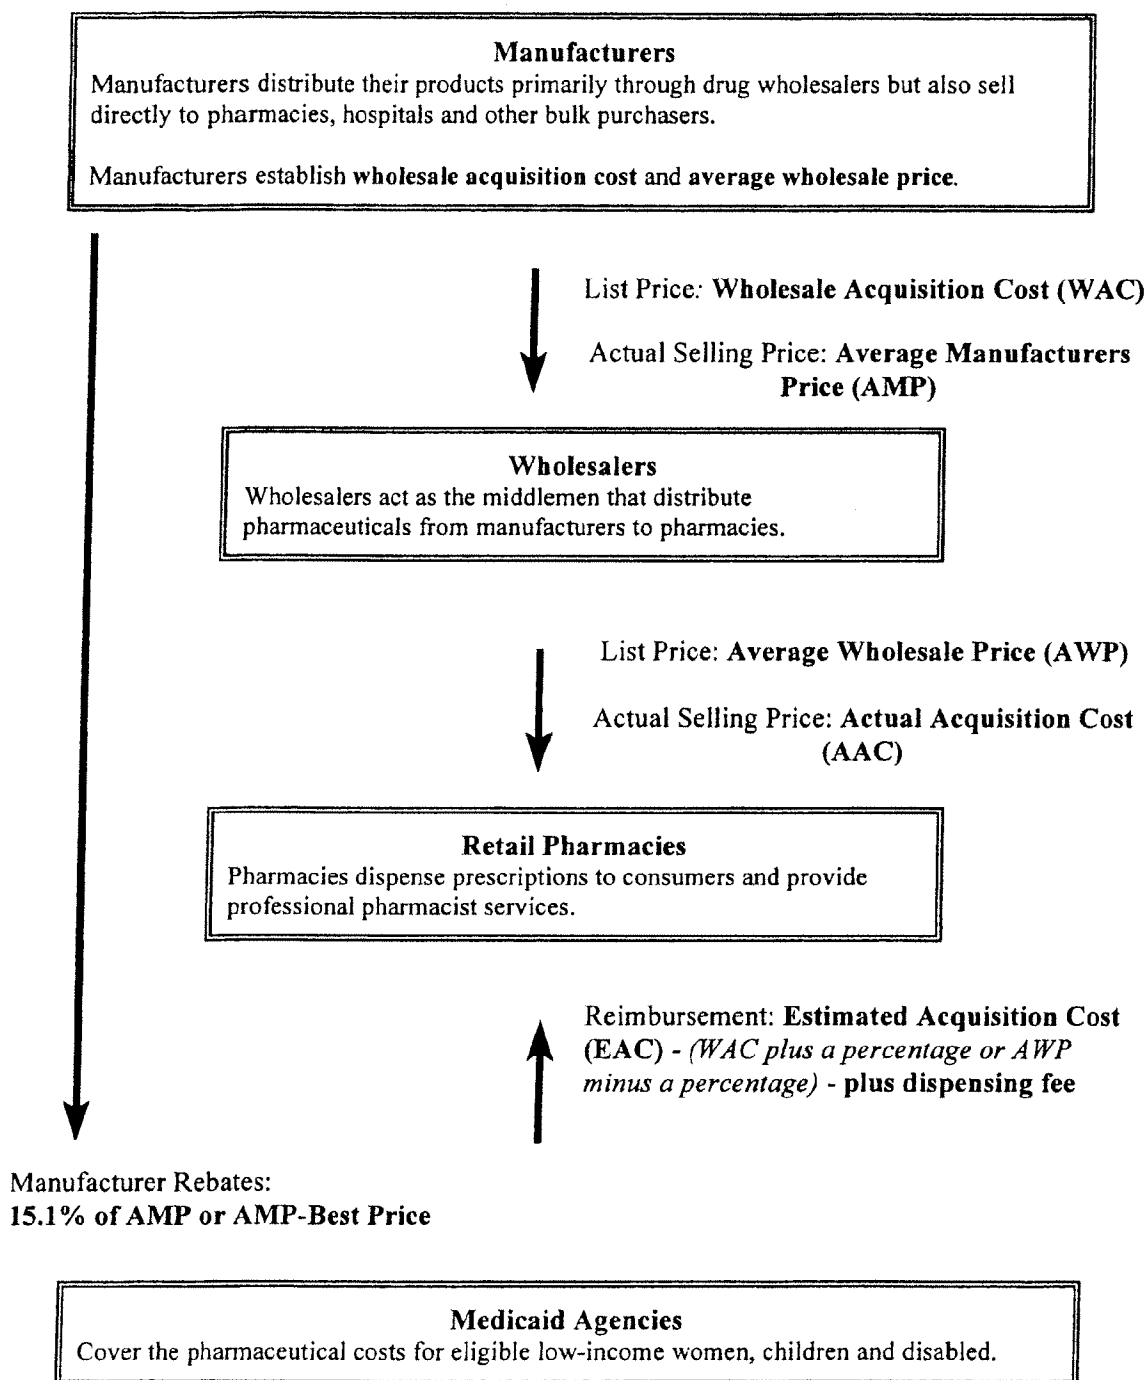 Manufacturers
Manufacturers distribute their products primarily through drug wholesalers but also sell
directly to pharmacies, hospitals and other bulk purchasers.
Manufacturers establish wholesale acquisition cost and average wholesale price.
List Price: Wholesale Acquisition Cost (WAC)
Actual Selling Price: Average Manufacturers
Price (AMP)
Wholesalers
Wholesalers act as the middlemen that distribute
pharmaceuticals from manufacturers to pharmacies.
List Price: Average Wholesale Price (AWP)
Actual Selling Price: Actual Acquisition Cost
(AAC)
Retail Pharmacies
Pharmacies dispense prescriptions to consumers and provide
professional pharmacist services.
Reimbursement: Estimated Acquisition Cost
(EAC) - (WAC plus a percentage or AWP
minus a percentage) - plus dispensing fee
Manufacturer Rebates:
15.1% of AMP or AMP-Best Price
Medicaid Agencies
Cover the pharmaceutical costs for eligible low-income women, children and disabled.